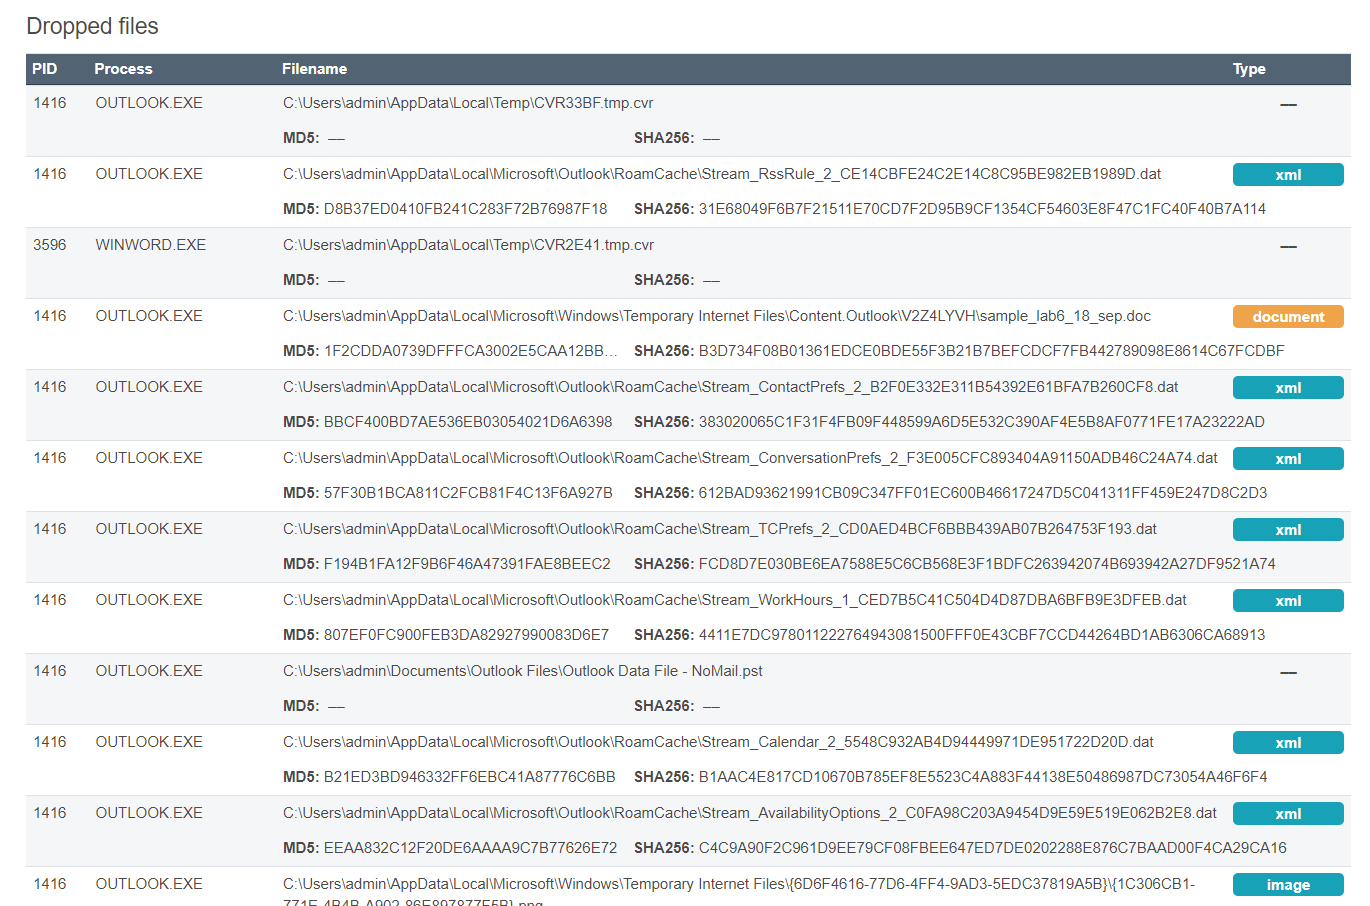 Dropped files
PID Process Filename Type
1416 OUTLOOK.EXE C:\Users\admin\AppData\Local\Temp\CVR33BF.tmp.cvr —
MD5: — SHA256: —
1416 OUTLOOK.EXE C:\Users\admin\AppData\Local\Microsoft\Outlook\RoamCache\Stream_RssRule_2_CE14CBFE24C2E14C8C95BE982EB1989D.dat xml
MD5: D8B37ED0410FB241C283F72B76987F18 SHA256: 31E68049F6B7F21511E70CD7F2D95B9CF1354CF54603E8F47C1FC40F40B7A114
3596 WINWORD.EXE C:\Users\admin\AppData\Local\Temp\CVR2E41.tmp.cvr —
MD5: — SHA256: —
1416 OUTLOOK.EXE C:\Users\admin\AppData\Local\Microsoft\Windows\Temporary Internet Files\Content.Outlook\V2Z4LYVH\sample_lab6_18_sep.doc document
MD5: 1F2CDDA0739DFFFCA3002E5CAA12BB… SHA256: B3D734F08B01361EDCE0BDE55F3B21B7BEFCDCF7FB442789098E8614C67FCDBF
1416 OUTLOOK.EXE C:\Users\admin\AppData\Local\Microsoft\Outlook\RoamCache\Stream_ContactPrefs_2_B2F0E332E311B54392E61BFA7B260CF8.dat xml
MD5: BBCF400BD7AE536EB03054021D6A6398 SHA256: 383020065C1F31F4FB09F448599A6D5E532C390AF4E5B8AF0771FE17A23222AD
1416 OUTLOOK.EXE C:\Users\admin\AppData\Local\Microsoft\Outlook\RoamCache\Stream_ConversationPrefs_2_F3E005CFC893404A91150ADB46C24A74.dat xml
MD5: 57F30B1BCA811C2FCB81F4C13F6A927B SHA256: 612BAD93621991CB09C347FF01EC600B46617247D5C041311FF459E247D8C2D3
1416 OUTLOOK.EXE C:\Users\admin\AppData\Local\Microsoft\Outlook\RoamCache\Stream_TCPrefs_2_CD0AED4BCF6BBB439AB07B264753F193.dat xml
MD5: F194B1FA12F9B6F46A47391FAE8BEEC2 SHA256: FCD8D7E030BE6EA7588E5C6CB568E3F1BDFC263942074B693942A27DF9521A74
1416 OUTLOOK.EXE C:\Users\admin\AppData\Local\Microsoft\Outlook\RoamCache\Stream_WorkHours_1_CED7B5C41C504D4D87DBA6BFB9E3DFEB.dat xml
MD5: 807EF0FC900FEB3DA82927990083D6E7 SHA256: 4411E7DC978011222764943081500FFF0E43CBF7CCD44264BD1AB6306CA68913
1416 OUTLOOK.EXE C:\Users\admin\Documents\Outlook Files\Outlook Data File - NoMail.pst —
MD5: — SHA256: —
1416 OUTLOOK.EXE C:\Users\admin\AppData\Local\Microsoft\Outlook\RoamCache\Stream_Calendar_2_5548C932AB4D94449971DE951722D20D.dat xml
MD5: B21ED3BD946332FF6EBC41A87776C6BB SHA256: B1AAC4E817CD10670B785EF8E5523C4A883F44138E50486987DC73054A46F6F4
1416 OUTLOOK.EXE C:\Users\admin\AppData\Local\Microsoft\Outlook\RoamCache\Stream_AvailabilityOptions_2_C0FA98C203A9454D9E59E519E062B2E8.dat xml
MD5: EEAA832C12F20DE6AAAA9C7B77626E72 SHA256: C4C9A90F2C961D9EE79CF08FBEE647ED7DE0202288E876C7BAAD00F4CA29CA16
1416 OUTLOOK.EXE C:\Users\admin\AppData\Local\Microsoft\Windows\Temporary Internet Files\{6D6F4616-77D6-4FF4-9AD3-5EDC37819A5B}\{1C306CB1- image